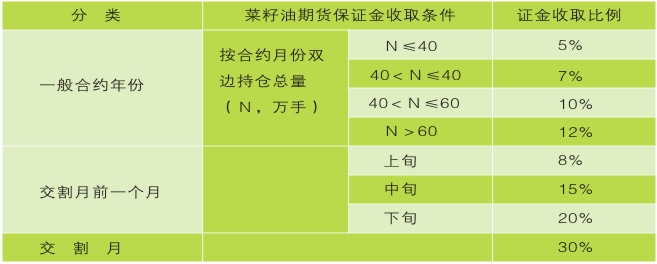 分 类 菜籽油期货保证金收取条件 证金收取比例
一般合约年份
按合约月份双
边持仓总量
（N，万手）
N≤40 5%
40<N≤40 7%
40<N≤60 10%
N>60 12%
交割月前一个月
上旬 8%
中旬 15%
下旬 20%
交 割 月 30%